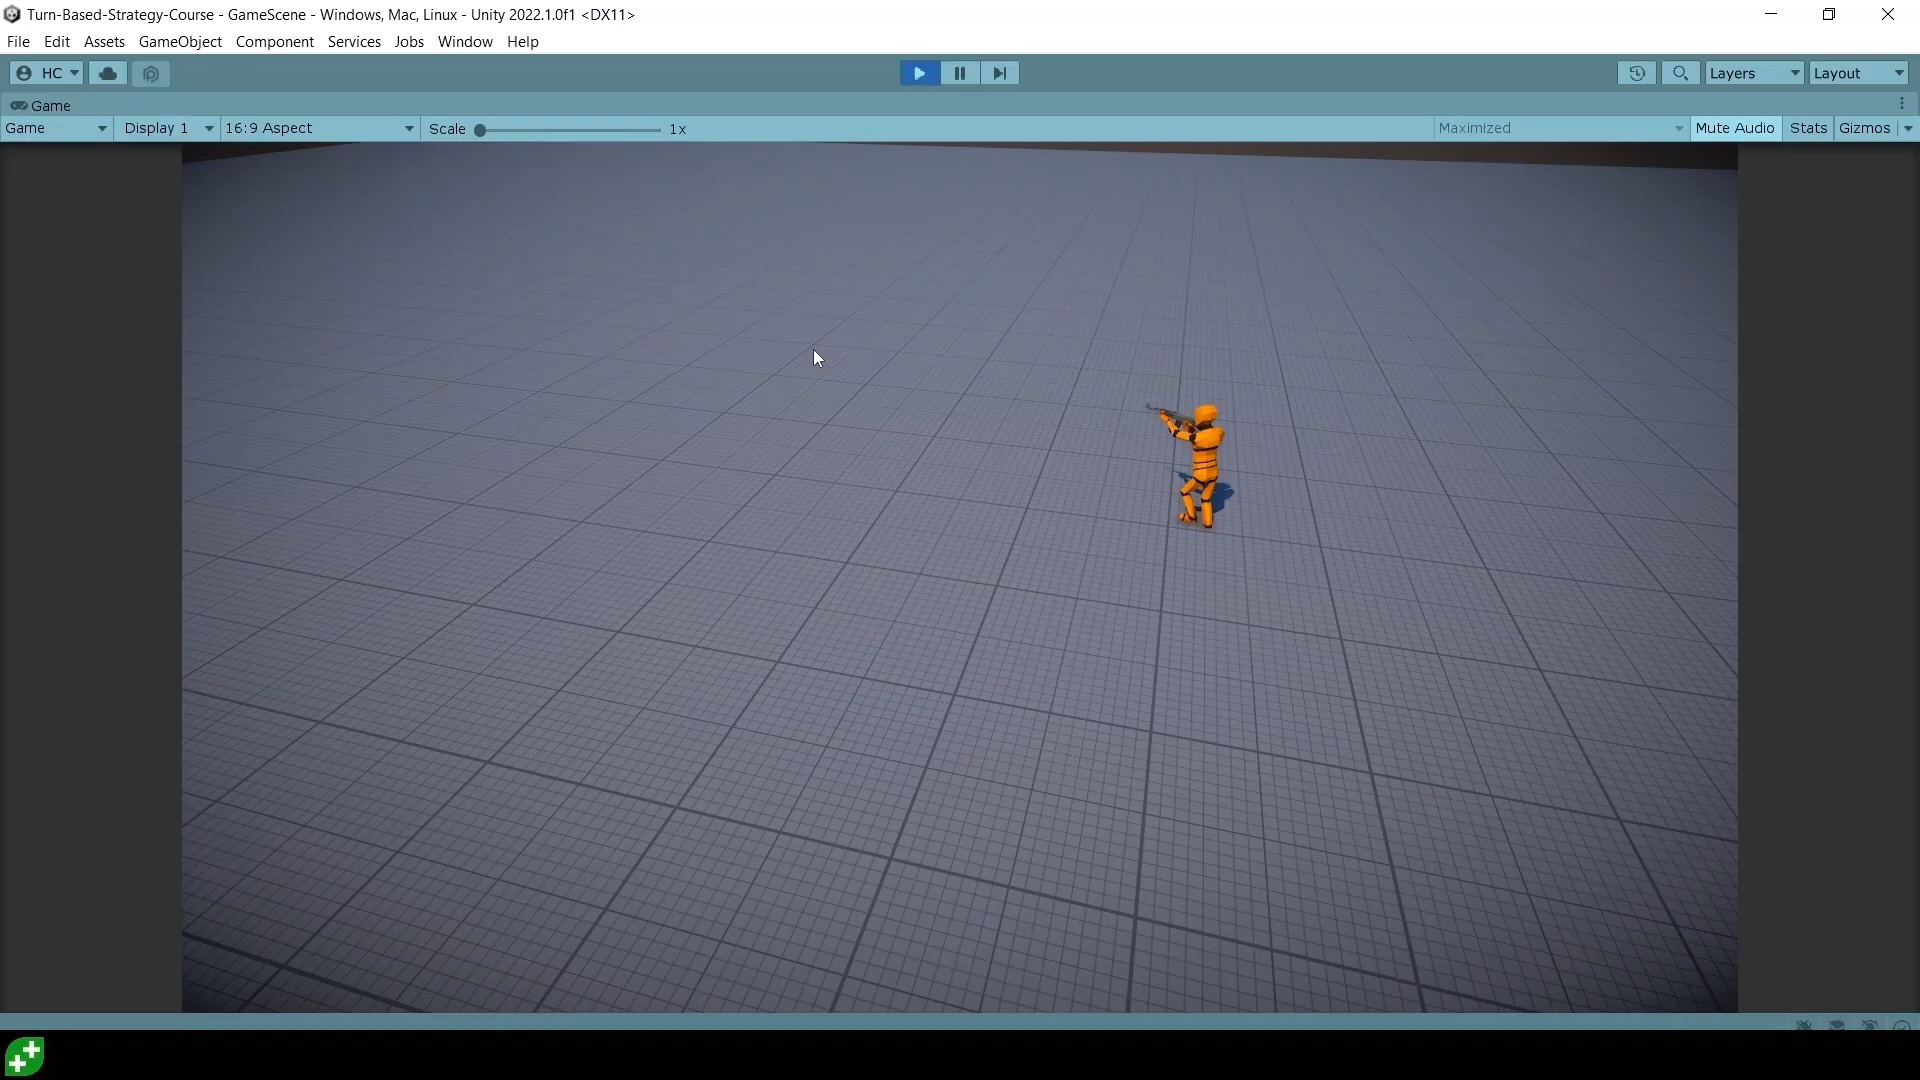 Turn-Based-Strategy-Course - GameScene - Windows, Mac, Linux - Unity 2022.1.0f1 <DX11>
File Edit Assets GameObject Component Services Jobs Window Help
HC Layers Layout
Game
Game Display 1 16:9 Aspect Scale 1x Maximized Mute Audio Stats Gizmos